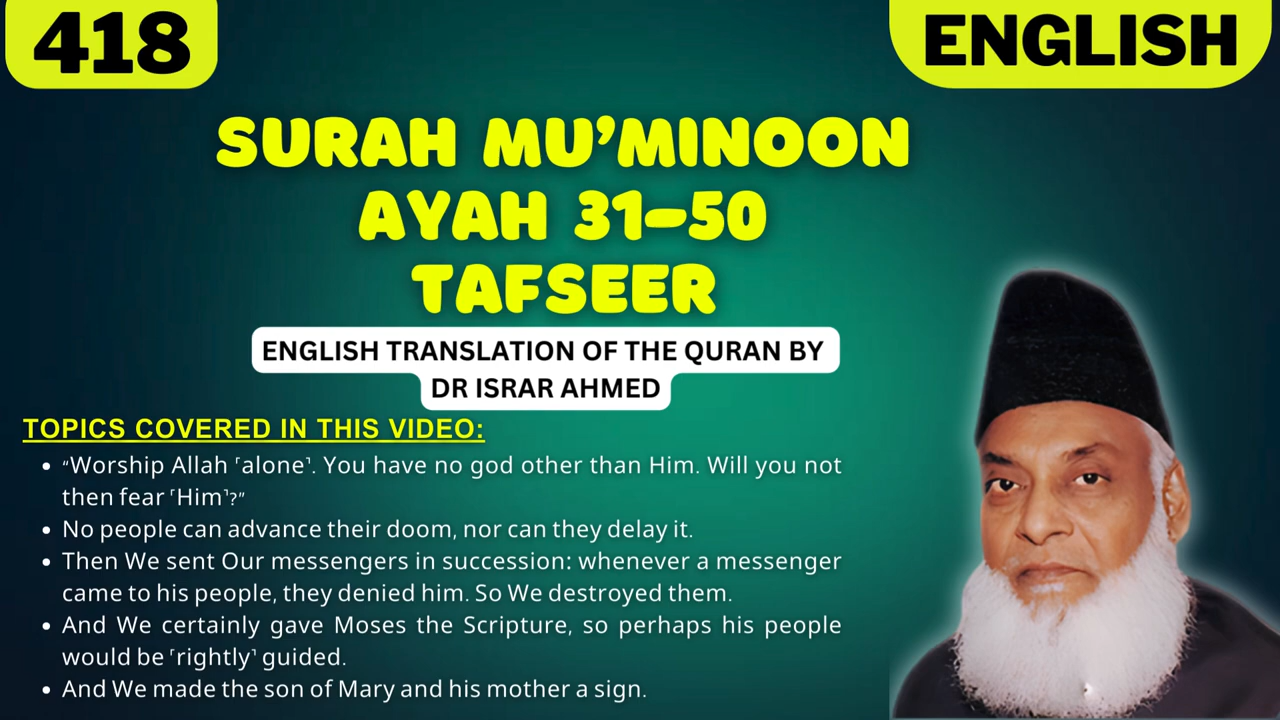 418
ENGLISH
SURAH MU’MINOON
AYAH 31–50
TAFSEER
ENGLISH TRANSLATION OF THE QURAN BY
DR ISRAR AHMED
TOPICS COVERED IN THIS VIDEO:
• “Worship Allah ˹alone˺. You have no god other than Him. Will you not
then fear ˹Him˺?”
• No people can advance their doom, nor can they delay it.
• Then We sent Our messengers in succession: whenever a messenger
came to his people, they denied him. So We destroyed them.
• And We certainly gave Moses the Scripture, so perhaps his people
would be ˹rightly˺ guided.
• And We made the son of Mary and his mother a sign.